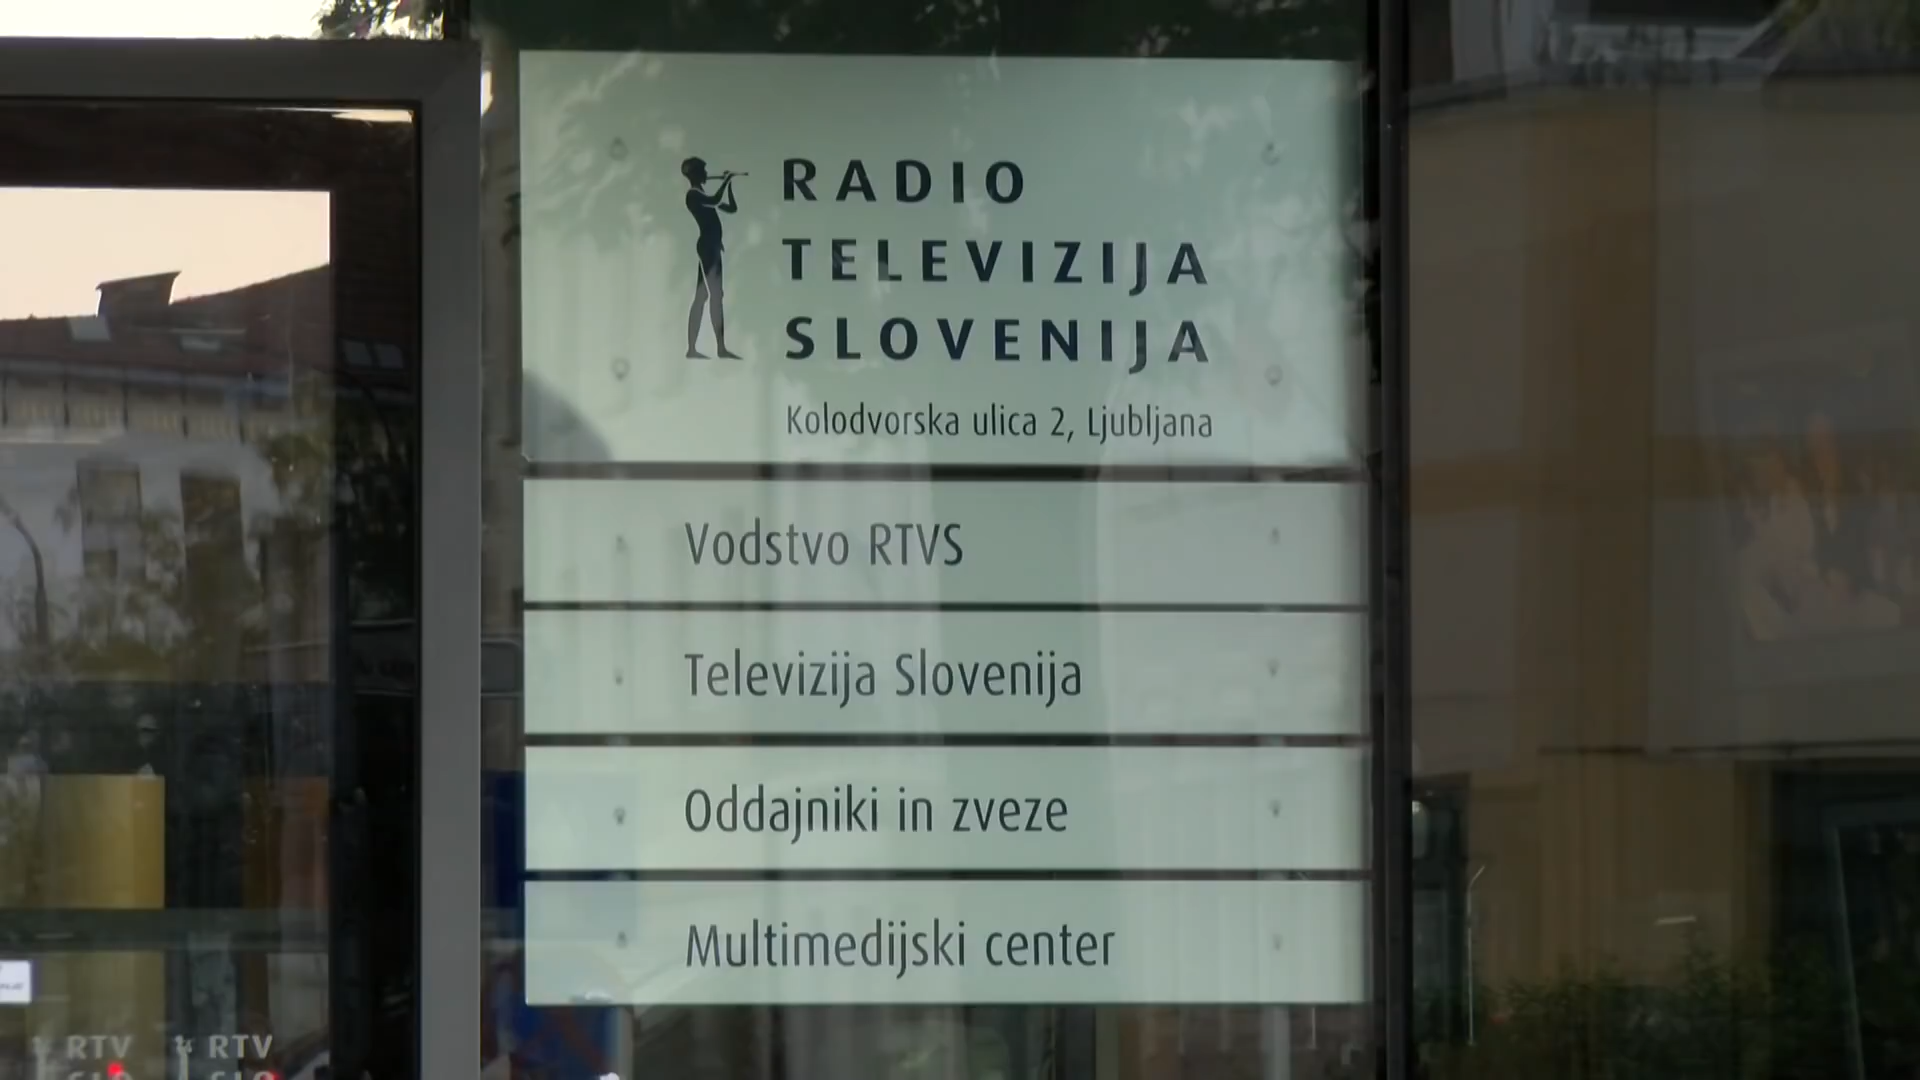 RADIO
TELEVIZIJA
SLOVENIJA
Kolodvorska ulica 2, Ljubljana
Vodstvo RTVS
Televizija Slovenija
Oddajniki in zveze
Multimedijski center
RTV RTV